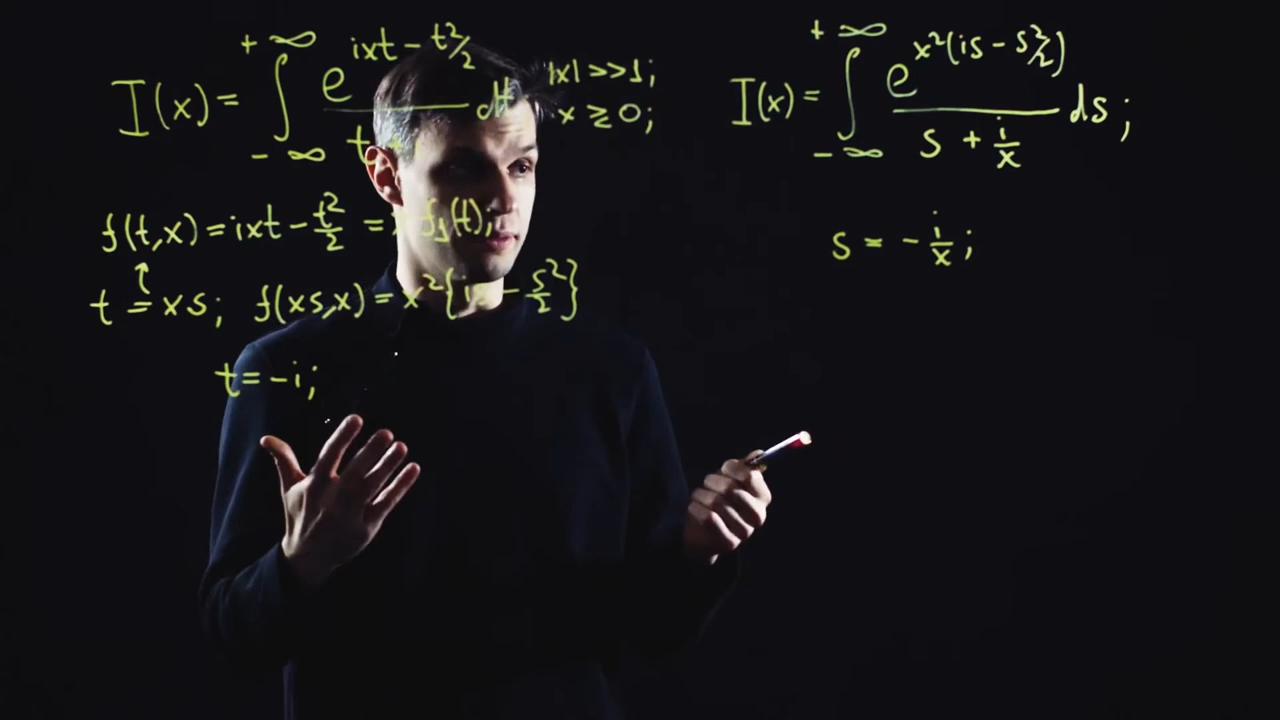 I(x) = ∫_{-∞}^{+∞} e^{ixt - t²/2} / t dt |x| >> 1; x ≥ 0;
f(t,x) = ixt - t²/2 = f₁(t);
t = xs; f(xs,x) = x²{i - s²/2}
t = -i;
I(x) = ∫_{-∞}^{+∞} e^{x²(is - s²/2)} / (s + i/x) ds;
s = -i/x;